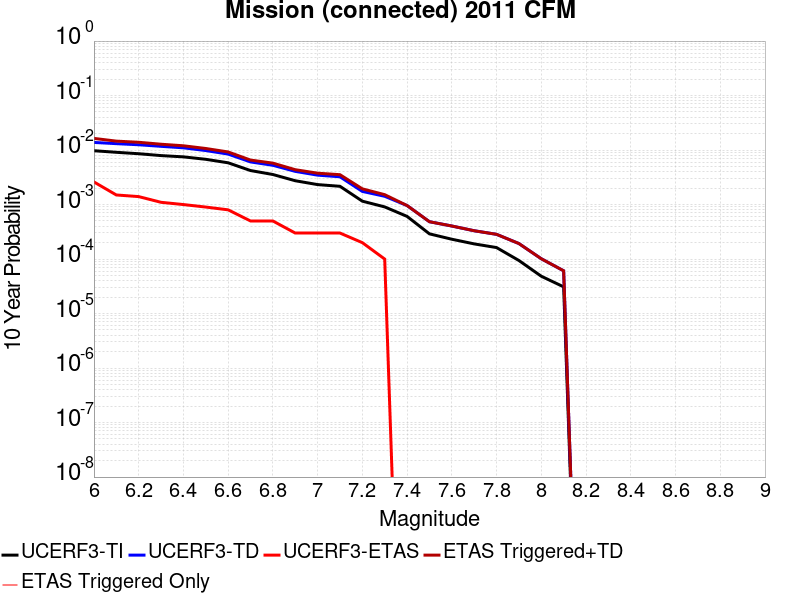 Mission (connected) 2011 CFM
10 0
10 -1
10 -2
10 -3
10 -4
10 -5
10 -6
10 -7
10 -8
10 Year Probability
6 6.2 6.4 6.6 6.8 7 7.2 7.4 7.6 7.8 8 8.2 8.4 8.6 8.8 9
Magnitude
UCERF3-TI UCERF3-TD UCERF3-ETAS ETAS Triggered+TD
ETAS Triggered Only